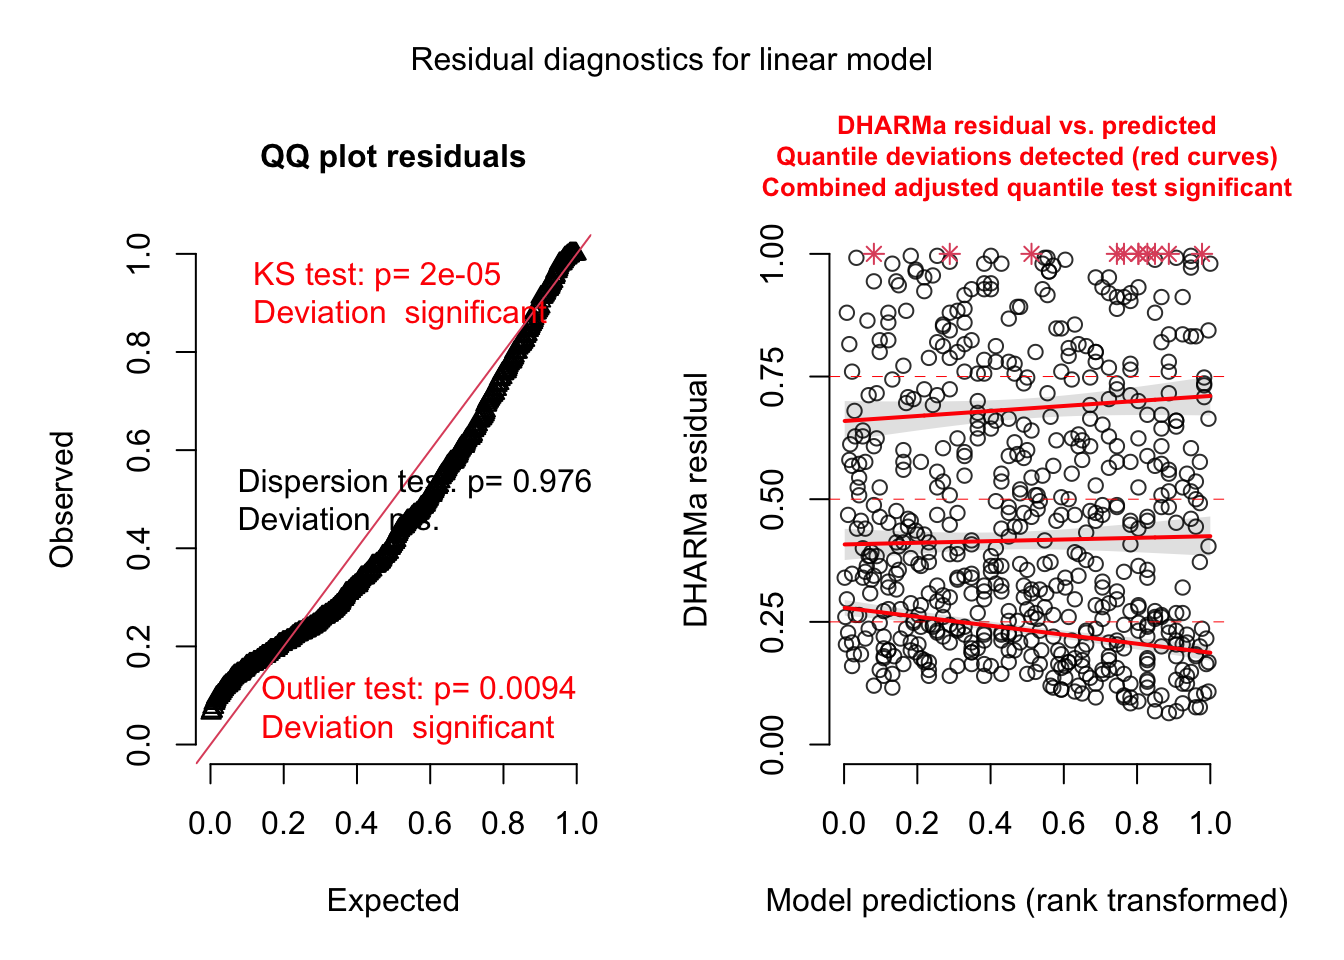 Residual diagnostics for linear model
QQ plot residuals
KS test: p= 2e-05
Deviation  significant
Dispersion test: p= 0.976
Deviation  n.s.
Outlier test: p= 0.0094
Deviation  significant
Observed
0.0 0.2 0.4 0.6 0.8 1.0
0.0 0.2 0.4 0.6 0.8 1.0
Expected
DHARMa residual vs. predicted
Quantile deviations detected (red curves)
Combined adjusted quantile test significant
DHARMa residual
0.00 0.25 0.50 0.75 1.00
0.0 0.2 0.4 0.6 0.8 1.0
Model predictions (rank transformed)